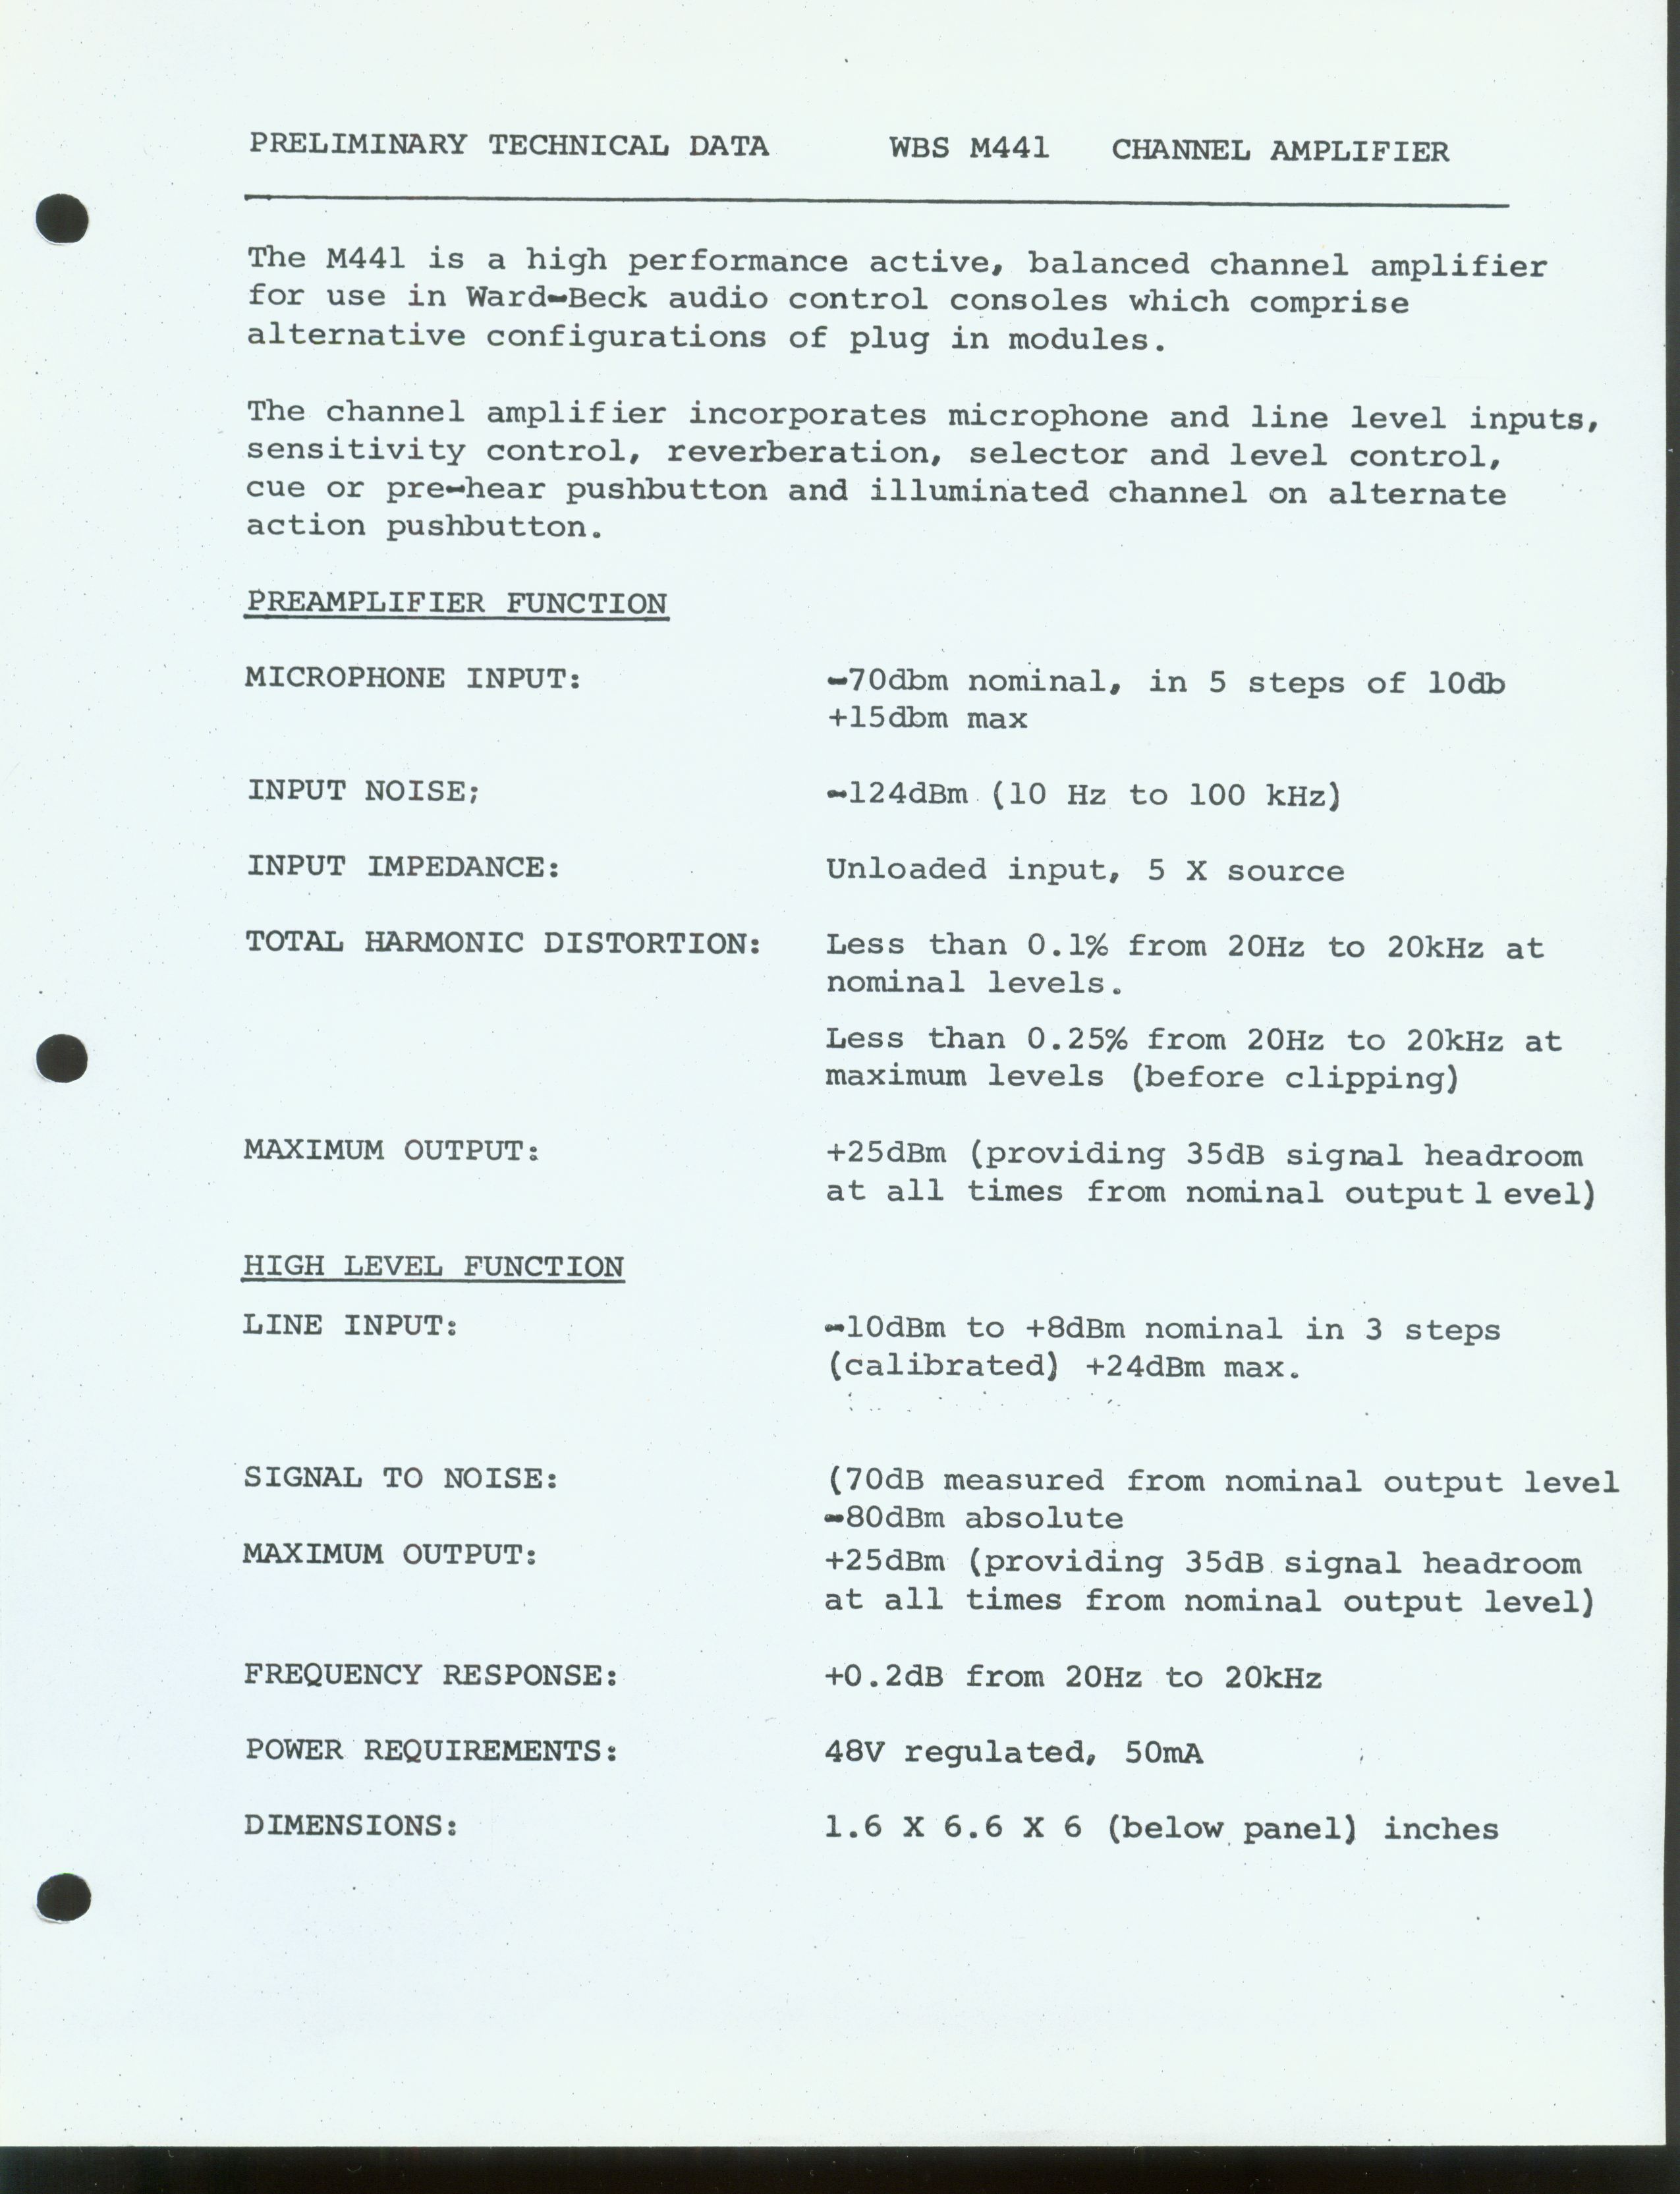 PRELIMINARY TECHNICAL DATA WBS M441 CHANNEL AMPLIFIER
The M441 is a high performance active, balanced channel amplifier
for use in Ward-Beck audio control consoles which comprise
alternative configurations of plug in modules.
The channel amplifier incorporates microphone and line level inputs,
sensitivity control, reverberation, selector and level control,
cue or pre-hear pushbutton and illuminated channel on alternate
action pushbutton.
PREAMPLIFIER FUNCTION
MICROPHONE INPUT: -70dbm nominal, in 5 steps of 10db
+15dbm max
INPUT NOISE; -124dBm (10 Hz to 100 kHz)
INPUT IMPEDANCE: Unloaded input, 5 X source
TOTAL HARMONIC DISTORTION: Less than 0.1% from 20Hz to 20kHz at
nominal levels.
Less than 0.25% from 20Hz to 20kHz at
maximum levels (before clipping)
MAXIMUM OUTPUT: +25dBm (providing 35dB signal headroom
at all times from nominal output l evel)
HIGH LEVEL FUNCTION
LINE INPUT: -10dBm to +8dBm nominal in 3 steps
(calibrated) +24dBm max.
SIGNAL TO NOISE: (70dB measured from nominal output level
-80dBm absolute
MAXIMUM OUTPUT: +25dBm (providing 35dB signal headroom
at all times from nominal output level)
FREQUENCY RESPONSE: +0.2dB from 20Hz to 20kHz
POWER REQUIREMENTS: 48V regulated, 50mA
DIMENSIONS: 1.6 X 6.6 X 6 (below panel) inches